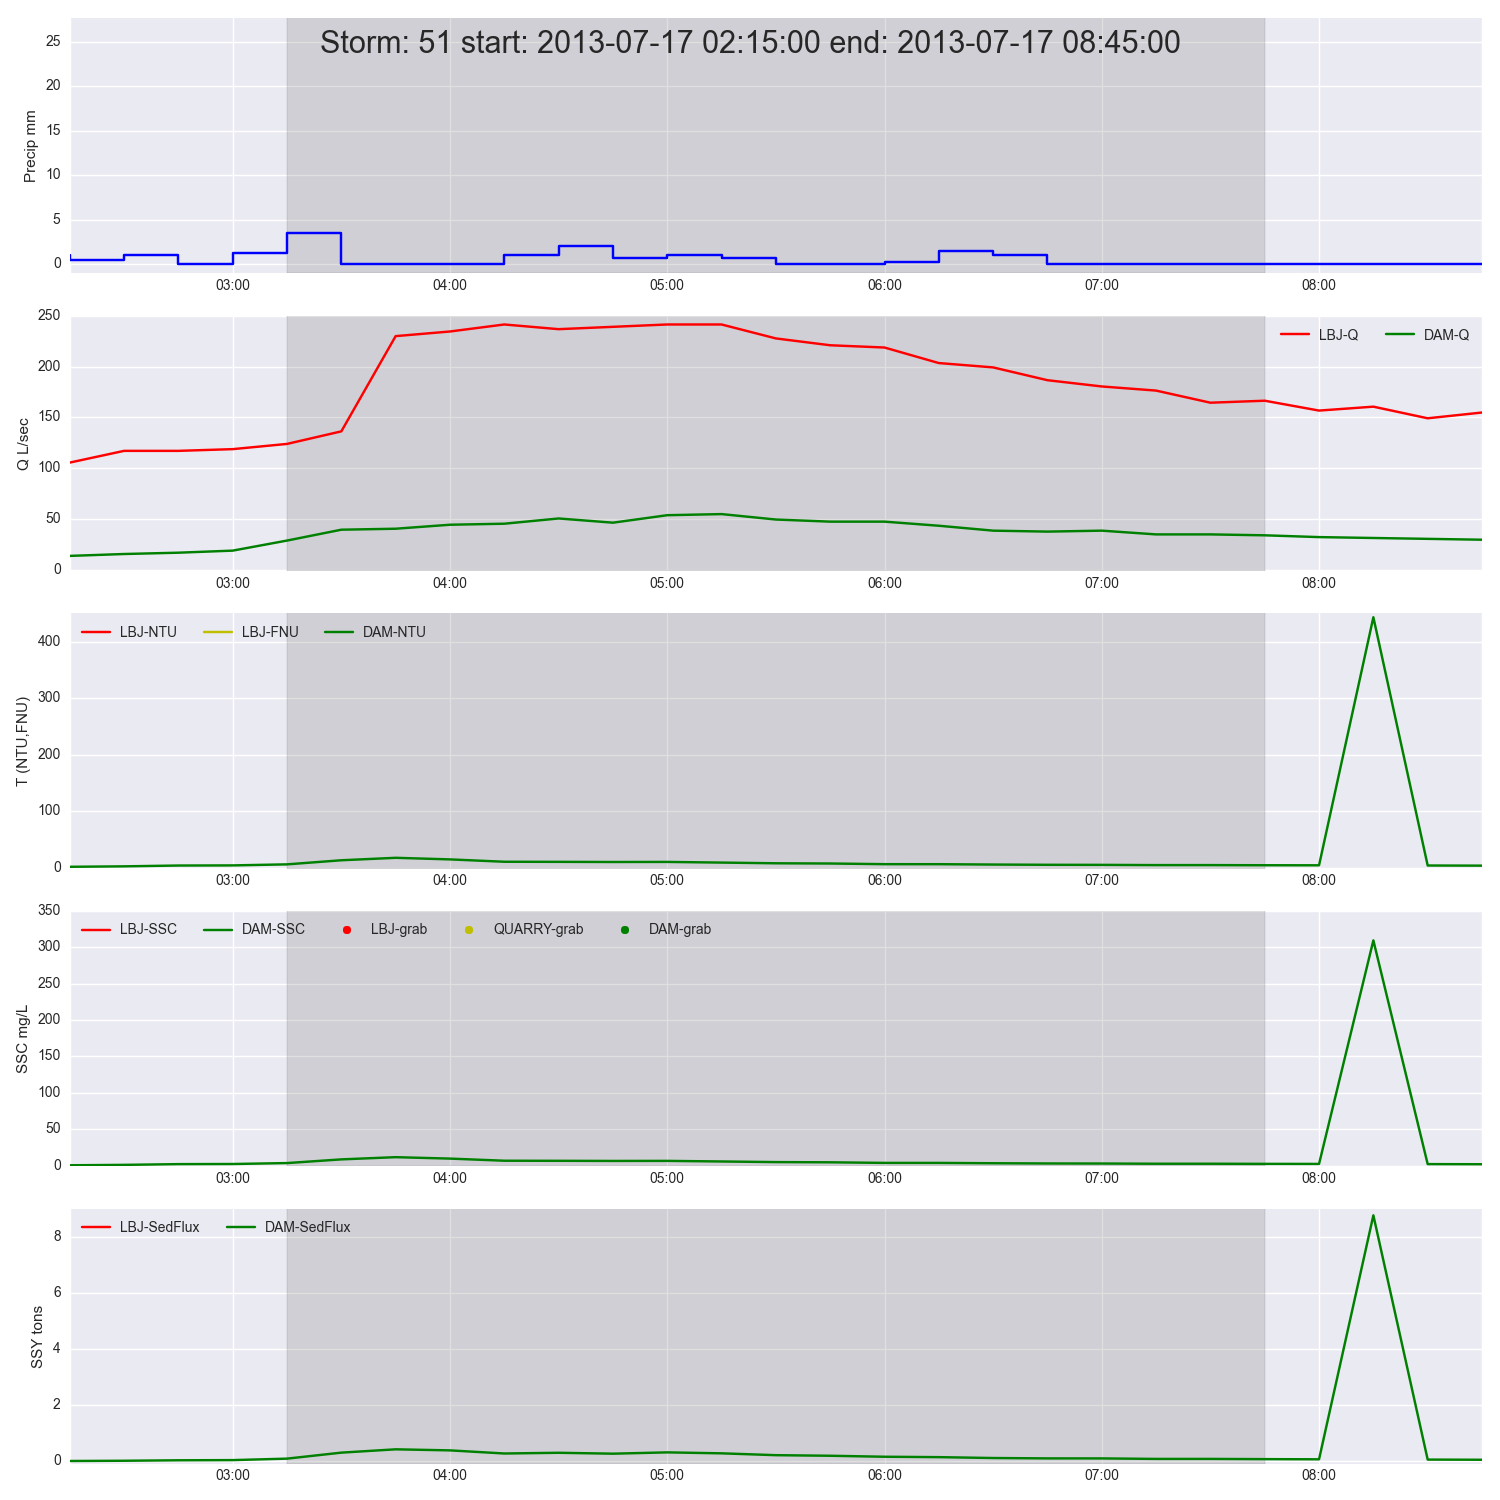 Storm: 51 start: 2013-07-17 02:15:00 end: 2013-07-17 08:45:00
Precip mm
25
20
15
10
5
0
03:00 04:00 05:00 06:00 07:00 08:00
LBJ-Q DAM-Q
Q L/sec
250
200
150
100
50
0
03:00 04:00 05:00 06:00 07:00 08:00
LBJ-NTU LBJ-FNU DAM-NTU
T (NTU,FNU)
400
300
200
100
0
03:00 04:00 05:00 06:00 07:00 08:00
LBJ-SSC DAM-SSC LBJ-grab QUARRY-grab DAM-grab
SSC mg/L
350
300
250
200
150
100
50
0
03:00 04:00 05:00 06:00 07:00 08:00
LBJ-SedFlux DAM-SedFlux
SSY tons
8
6
4
2
0
03:00 04:00 05:00 06:00 07:00 08:00